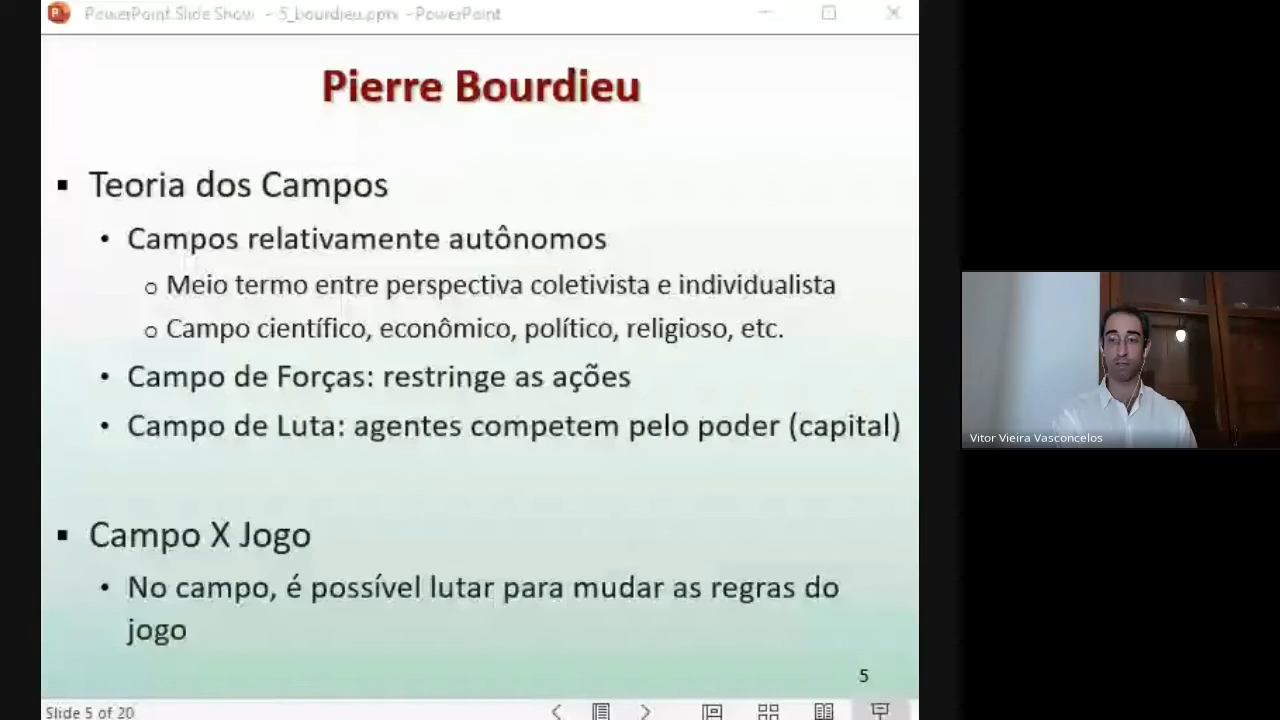 PowerPoint Slide Show - 5_bourdieu.pptx - PowerPoint
Pierre Bourdieu
▪ Teoria dos Campos
• Campos relativamente autônomos
o Meio termo entre perspectiva coletivista e individualista
o Campo científico, econômico, político, religioso, etc.
• Campo de Forças: restringe as ações
• Campo de Luta: agentes competem pelo poder (capital)
▪ Campo X Jogo
• No campo, é possível lutar para mudar as regras do
jogo
5
Vitor Vieira Vasconcelos
Slide 5 of 20